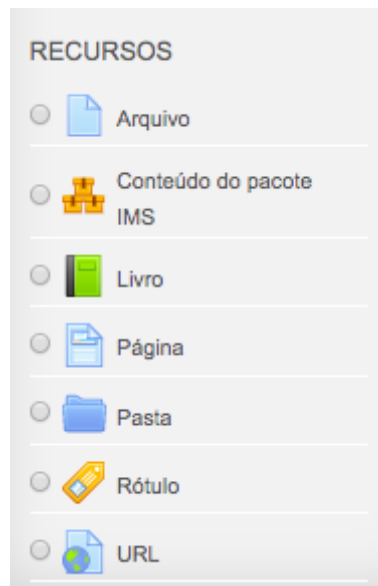 RECURSOS
Arquivo
Conteúdo do pacote
IMS
Livro
Página
Pasta
Rótulo
URL